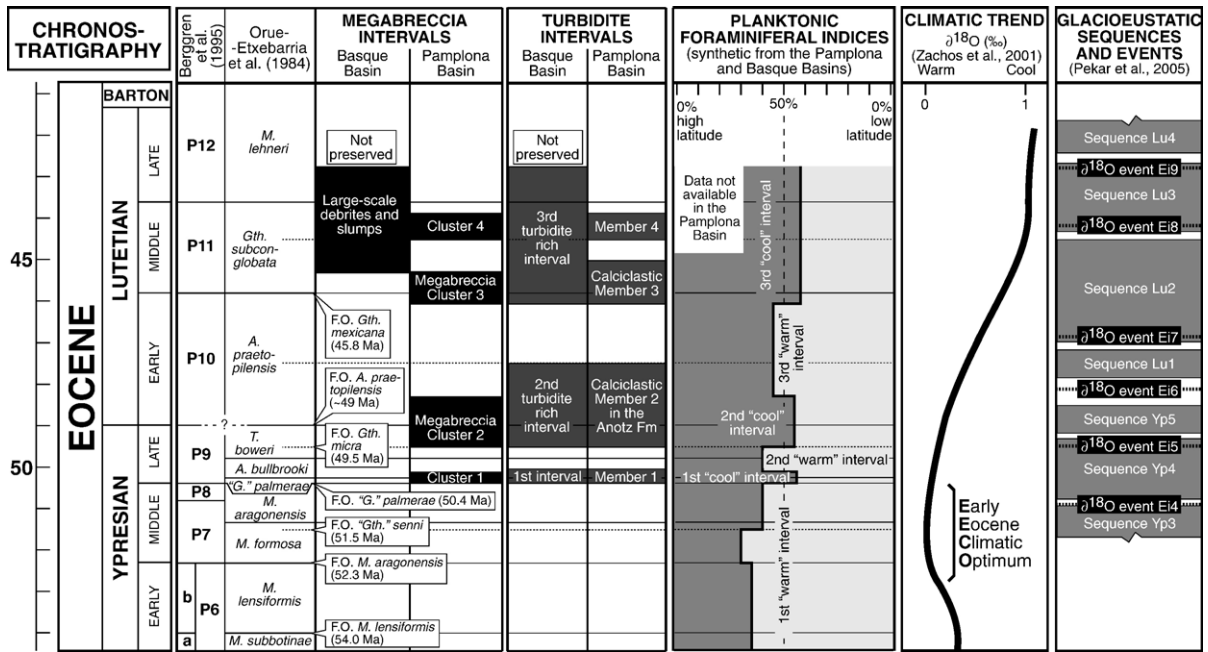 CHRONOS-
TRATIGRAPHY
Berggren
et al.
(1995)
Orue-
-Etxebarria
et al. (1984)
MEGABRECCIA
INTERVALS
Basque
Basin
Pamplona
Basin
TURBIDITE
INTERVALS
Basque
Basin
Pamplona
Basin
PLANKTONIC
FORAMINIFERAL INDICES
(synthetic from the Pamplona
and Basque Basins)
CLIMATIC TREND
∂18O (‰)
(Zachos et al., 2001)
Warm Cool
GLACIOEUSTATIC
SEQUENCES
AND EVENTS
(Pekar et al., 2005)
45
50
EOCENE
BARTON
LUTETIAN
LATE
MIDDLE
EARLY
YPRESIAN
LATE
MIDDLE
EARLY
P12
P11
P10
P9
P8
P7
P6
b
a
M.
lehneri
Gth.
subcon-
globata
A.
praeto-
pilensis
?
T.
boweri
A. bullbrooki
"G." palmerae
M.
aragonensis
M. formosa
M.
lensiformis
M. subbotinae
Not
preserved
Large-scale
debrites and
slumps
Cluster 4
Megabreccia
Cluster 3
Megabreccia
Cluster 2
Cluster 1
F.O. Gth.
mexicana
(45.8 Ma)
F.O. A. prae-
topilensis
(~49 Ma)
F.O. Gth.
micra
(49.5 Ma)
F.O. "G." palmerae (50.4 Ma)
F.O. "Gth." senni
(51.5 Ma)
F.O. M. aragonensis
(52.3 Ma)
F.O. M. lensiformis
(54.0 Ma)
Not
preserved
3rd
turbidite
rich
interval
Member 4
Calciclastic
Member 3
2nd
turbidite
rich
interval
Calciclastic
Member 2
in the
Anotz Fm
1st interval
Member 1
0%
high
latitude
50%
0%
low
latitude
Data not
available
in the
Pamplona
Basin
3rd "cool" interval
3rd "warm"
interval
2nd "cool"
interval
2nd "warm" interval
1st "cool" interval
1st "warm" interval
0 1
Early
Eocene
Climatic
Optimum
Sequence Lu4
∂18O event Ei9
Sequence Lu3
∂18O event Ei8
Sequence Lu2
∂18O event Ei7
Sequence Lu1
∂18O event Ei6
Sequence Yp5
∂18O event Ei5
Sequence Yp4
∂18O event Ei4
Sequence Yp3